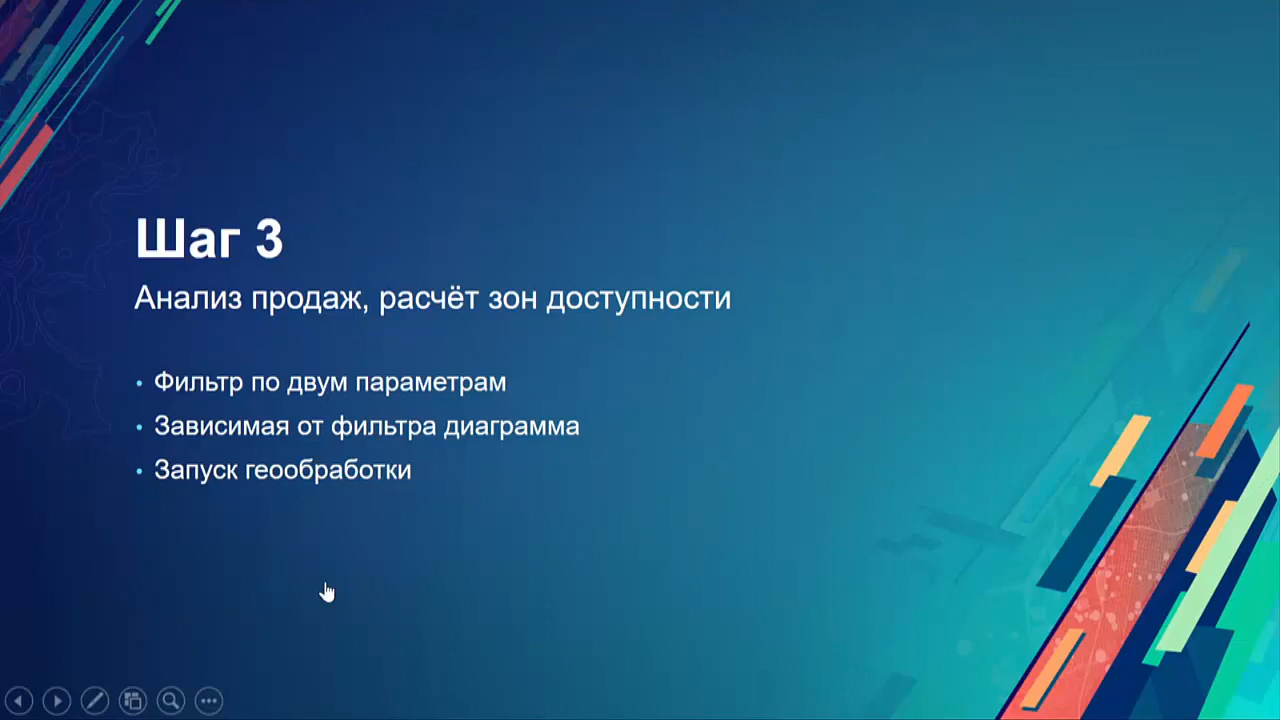 Шаг 3
Анализ продаж, расчёт зон доступности
• Фильтр по двум параметрам
• Зависимая от фильтра диаграмма
• Запуск геообработки